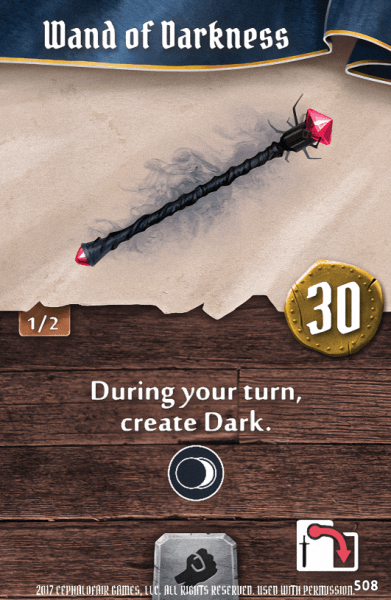 Wand of Darkness
30
1/2
During your turn,
create Dark.
2017 CEPHALOFAIR GAMES, LLC. ALL RIGHTS RESERVED. USED WITH PERMISSION
508